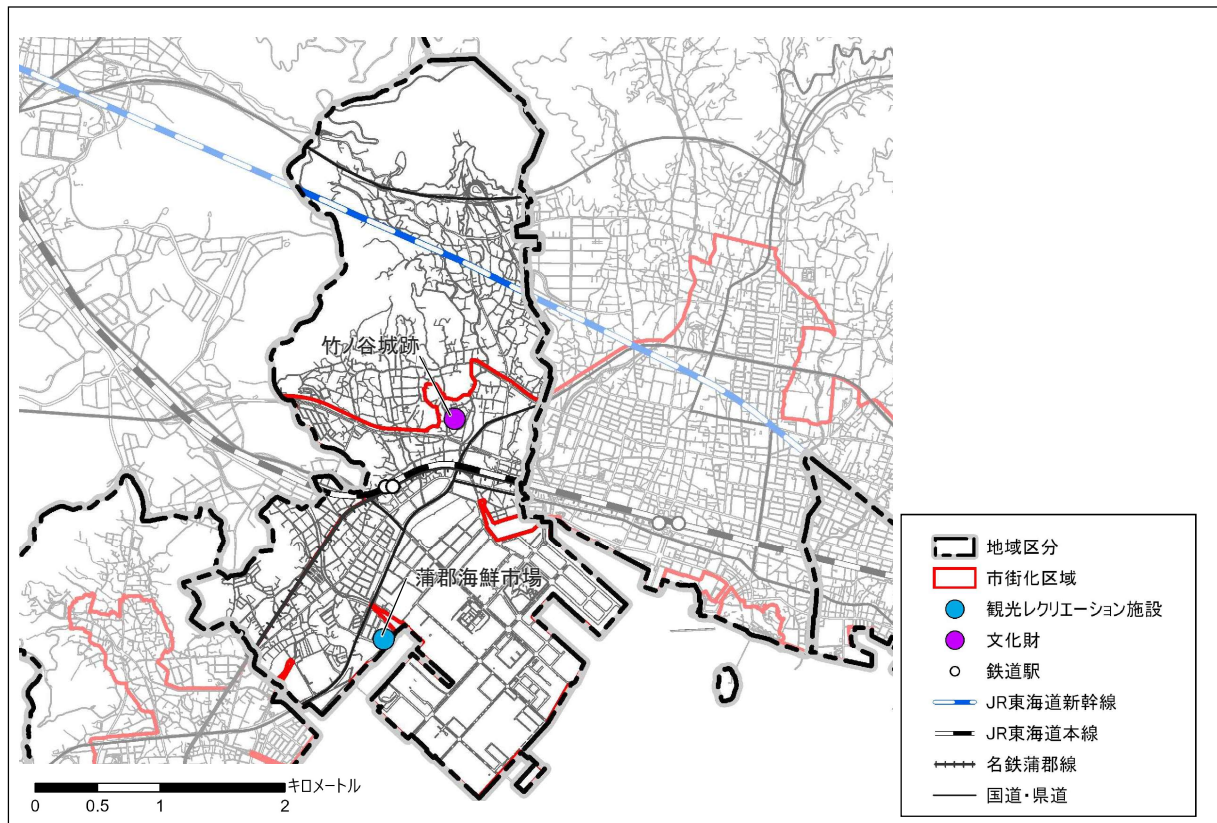 竹ノ谷城跡
蒲郡海鮮市場
キロメートル
0 0.5 1 2
地域区分
市街化区域
観光レクリエーション施設
文化財
鉄道駅
JR東海道新幹線
JR東海道本線
名鉄蒲郡線
国道・県道